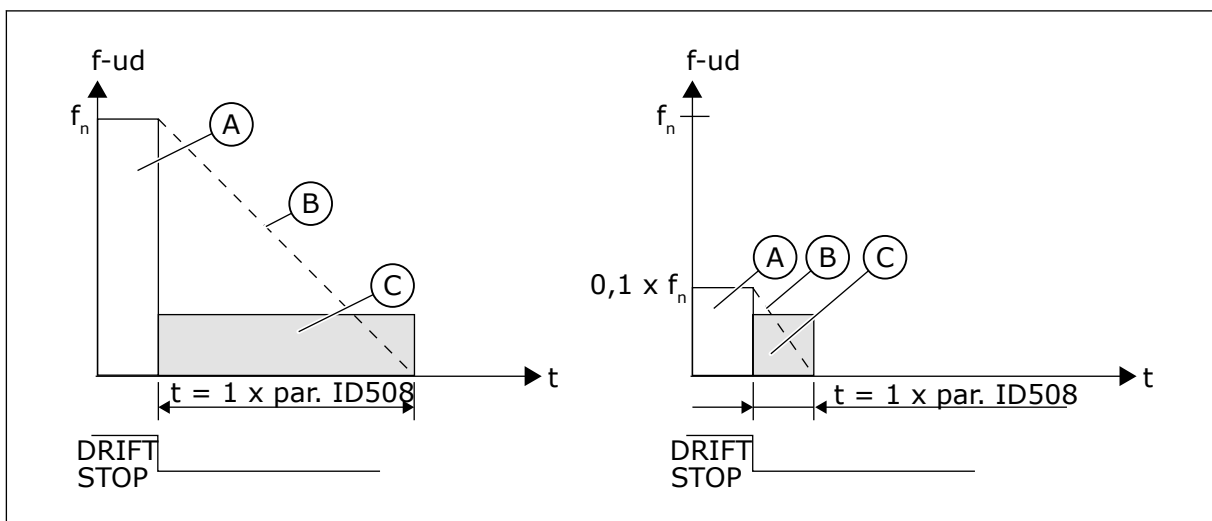 f-ud
fn
A
B
C
t
t = 1 x par. ID508
DRIFT
STOP
f-ud
fn
A
B
C
0,1 x fn
t
t = 1 x par. ID508
DRIFT
STOP